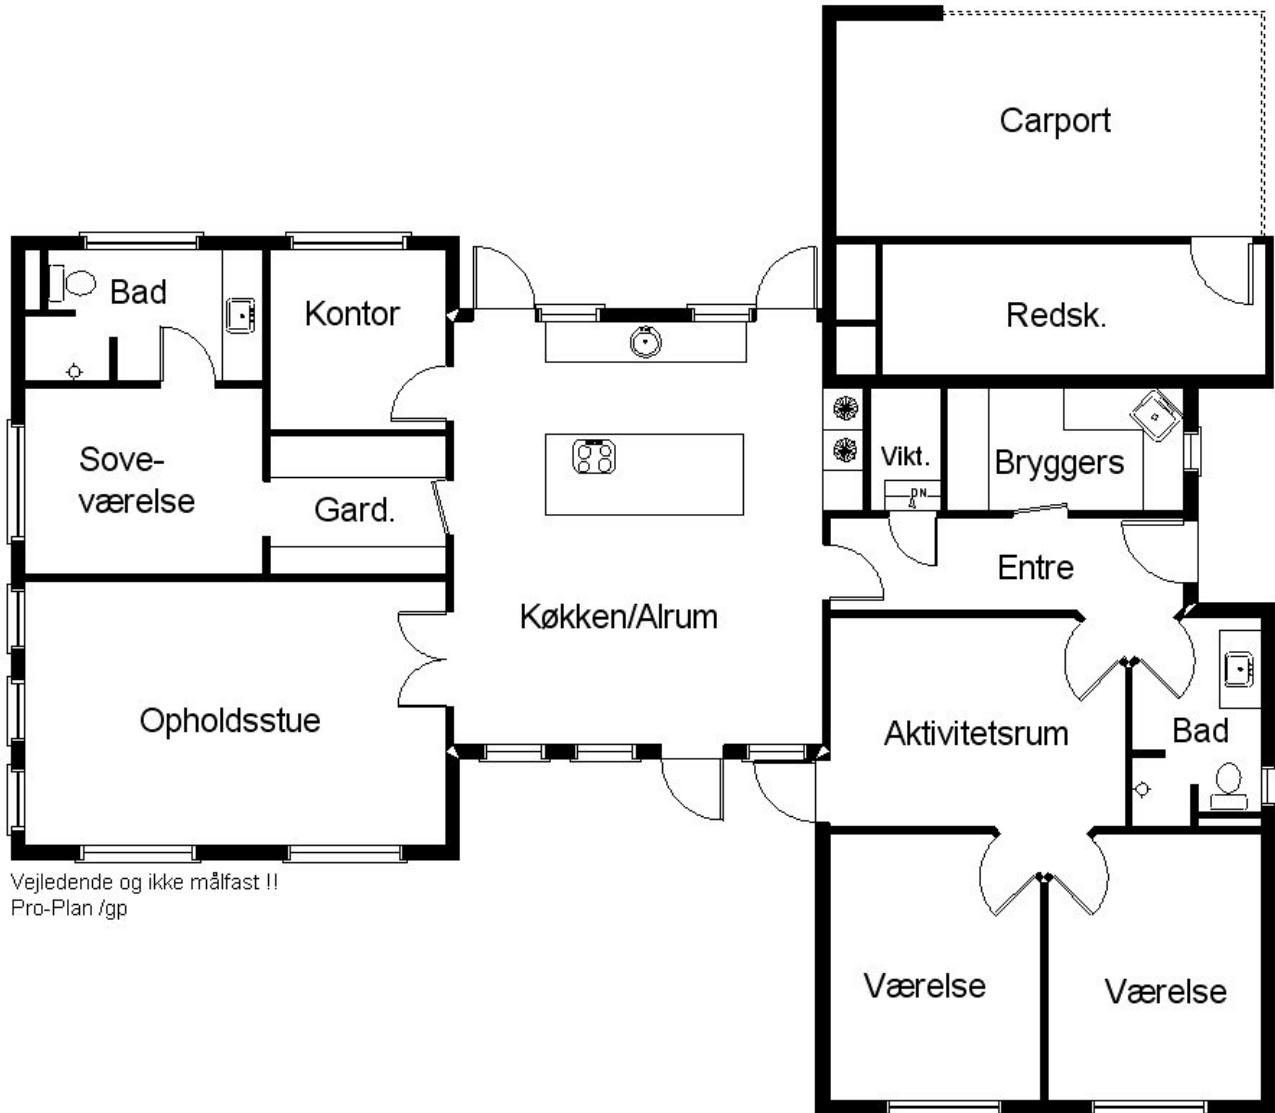 Carport
Bad
Kontor
Redsk.
Sove-
værelse
Gard.
Vikt.
DN
Bryggers
Entre
Køkken/Alrum
Opholdsstue
Aktivitetsrum
Bad
Vejledende og ikke målfast !!
Pro-Plan /gp
Værelse
Værelse